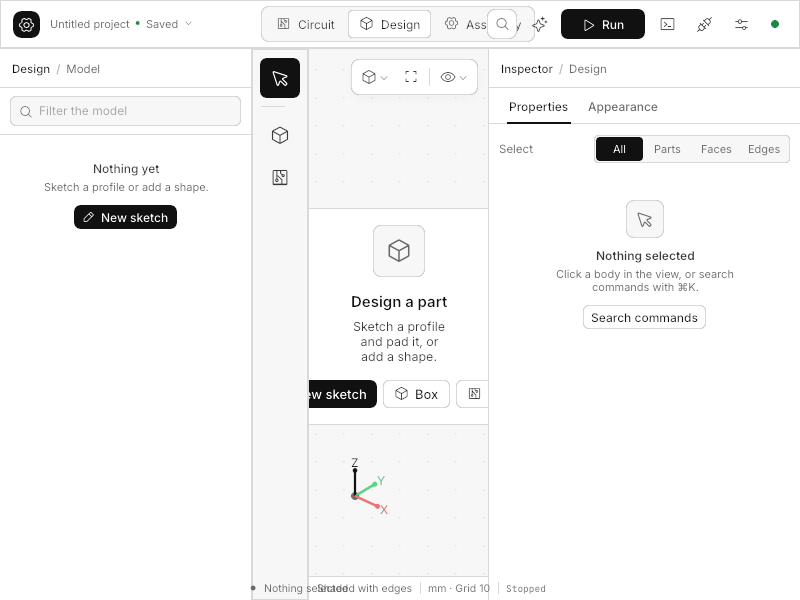 Untitled project • Saved
Circuit
Design
Run
Design / Model
Filter the model
Nothing yet
Sketch a profile or add a shape.
New sketch
Design a part
Sketch a profile
and pad it, or
add a shape.
sketch
Box
Z
Y
X
Inspector / Design
Properties
Appearance
Select
All
Parts
Faces
Edges
Nothing selected
Click a body in the view, or search
commands with ⌘K.
Search commands
Nothing
with edges
mm · Grid 10
Stopped